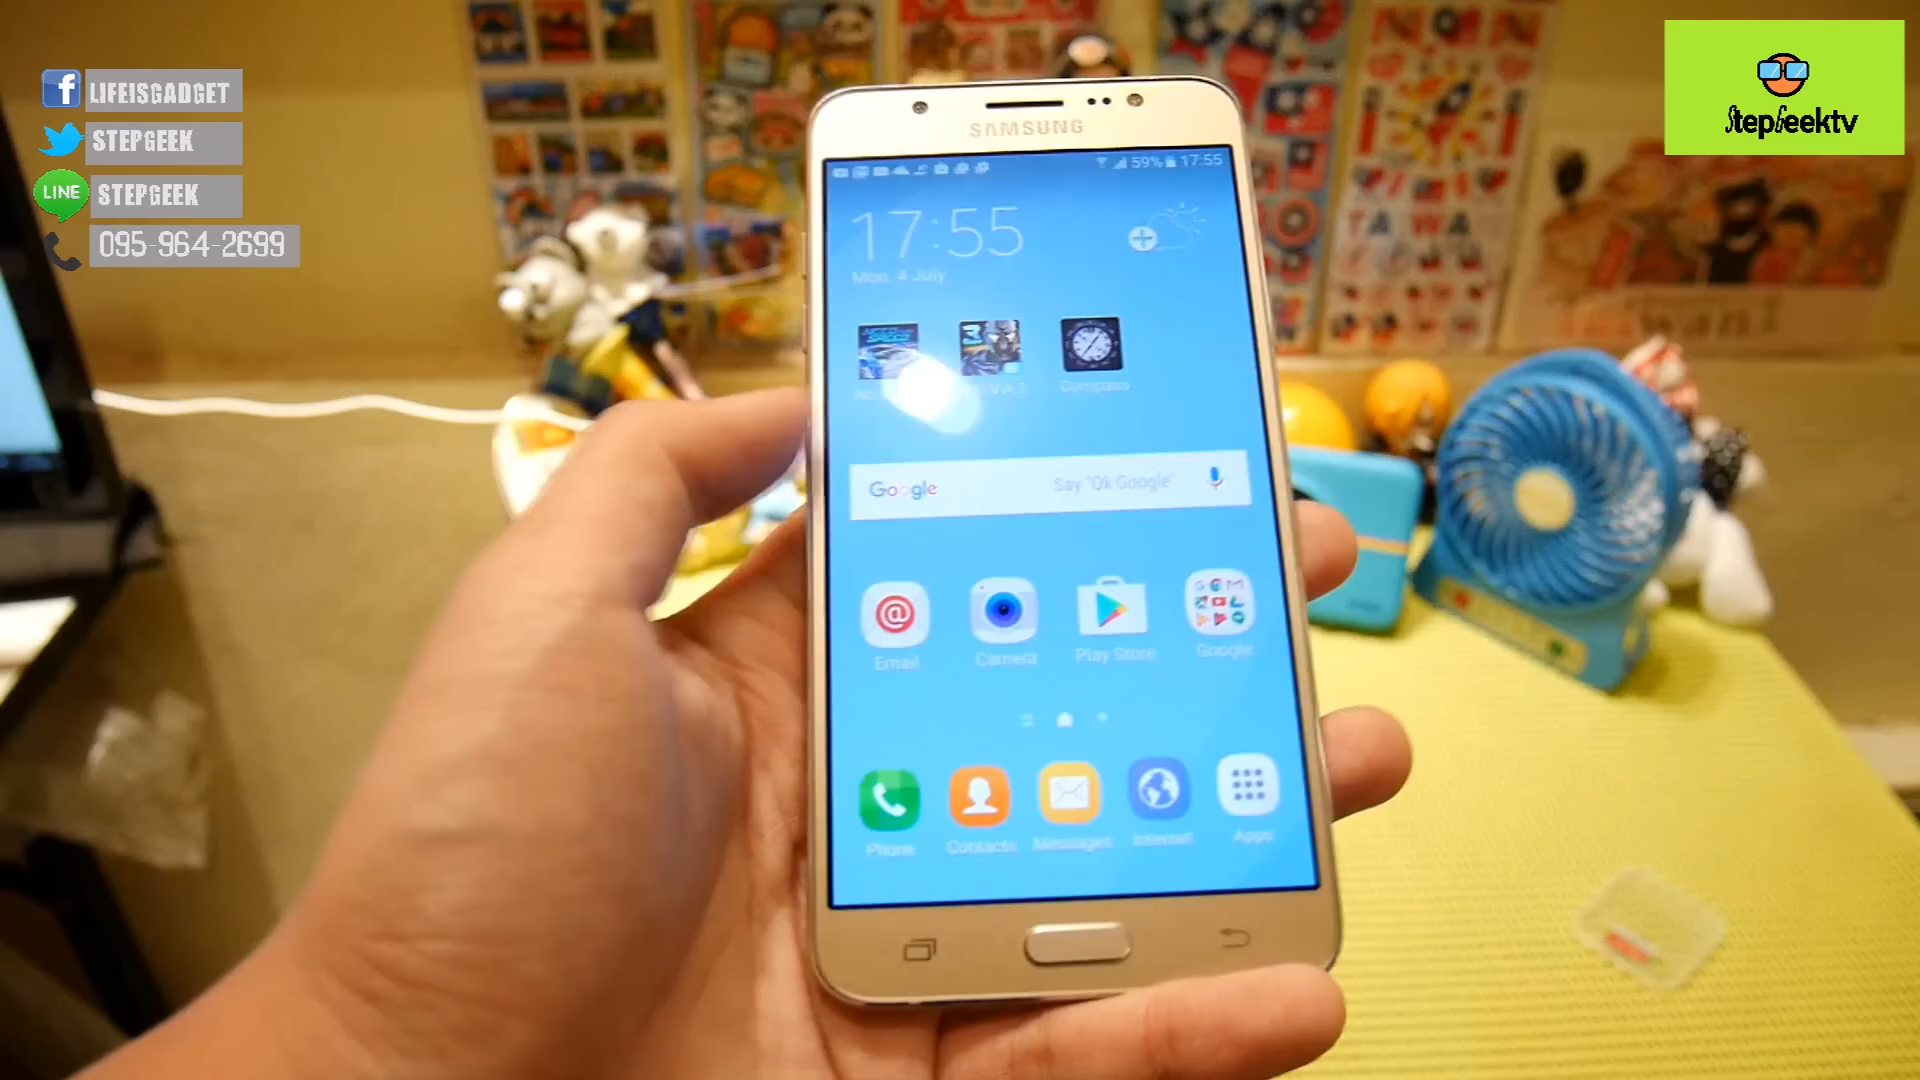 LIFEISGADGET
STEPGEEK
LINE
STEPGEEK
095-964-2699
StepGeektv
SAMSUNG
59% 17:55
17:55
Mon, 4 July
Compass
Google
Say "Ok Google"
Email
Camera
Play Store
Google
Phone
Contacts
Messages
Internet
Apps